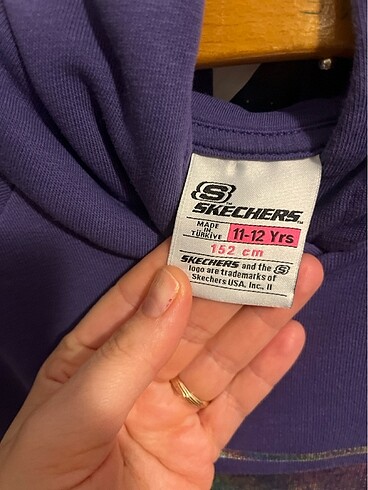 S
SKECHERS
MADE
IN
TÜRKİVE
11-12 Yrs
152 cm
SKECHERS and the S
logo are trademarks of
Skechers USA, Inc., II